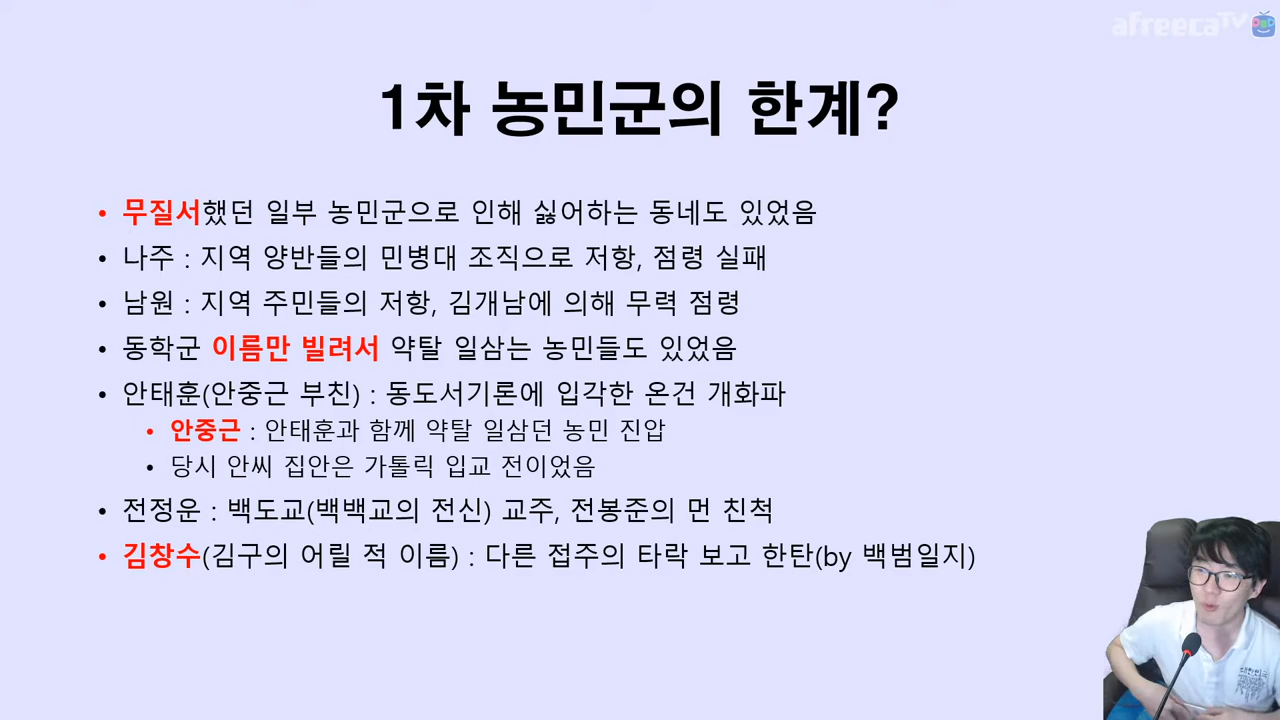 afreecaTV
1차 농민군의 한계?
• 무질서했던 일부 농민군으로 인해 싫어하는 동네도 있었음
• 나주 : 지역 양반들의 민병대 조직으로 저항, 점령 실패
• 남원 : 지역 주민들의 저항, 김개남에 의해 무력 점령
• 동학군 이름만 빌려서 약탈 일삼는 농민들도 있었음
• 안태훈(안중근 부친) : 동도서기론에 입각한 온건 개화파
• 안중근 : 안태훈과 함께 약탈 일삼던 농민 진압
• 당시 안씨 집안은 가톨릭 입교 전이었음
• 전정운 : 백도교(백백교의 전신) 교주, 전봉준의 먼 친척
• 김창수(김구의 어릴 적 이름) : 다른 접주의 타락 보고 한탄(by 백범일지)